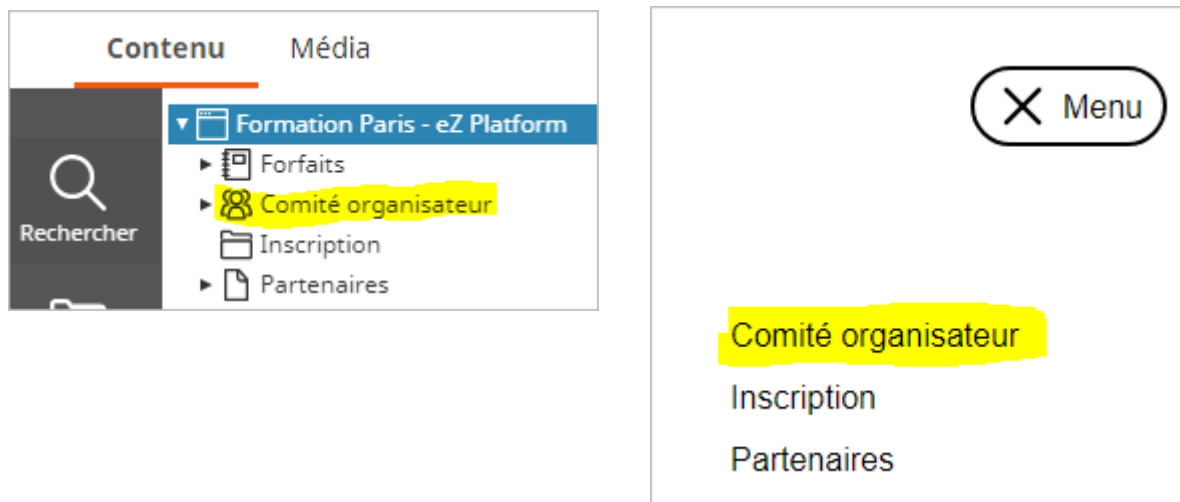 Contenu Média
Formation Paris - eZ Platform
Forfaits
Comité organisateur
Rechercher
Inscription
Partenaires
Menu
Comité organisateur
Inscription
Partenaires